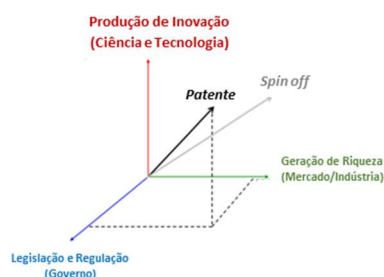 Produção de Inovação
(Ciência e Tecnologia)
Spin off
Patente
Geração de Riqueza
(Mercado/Indústria)
Legislação e Regulação
(Governo)